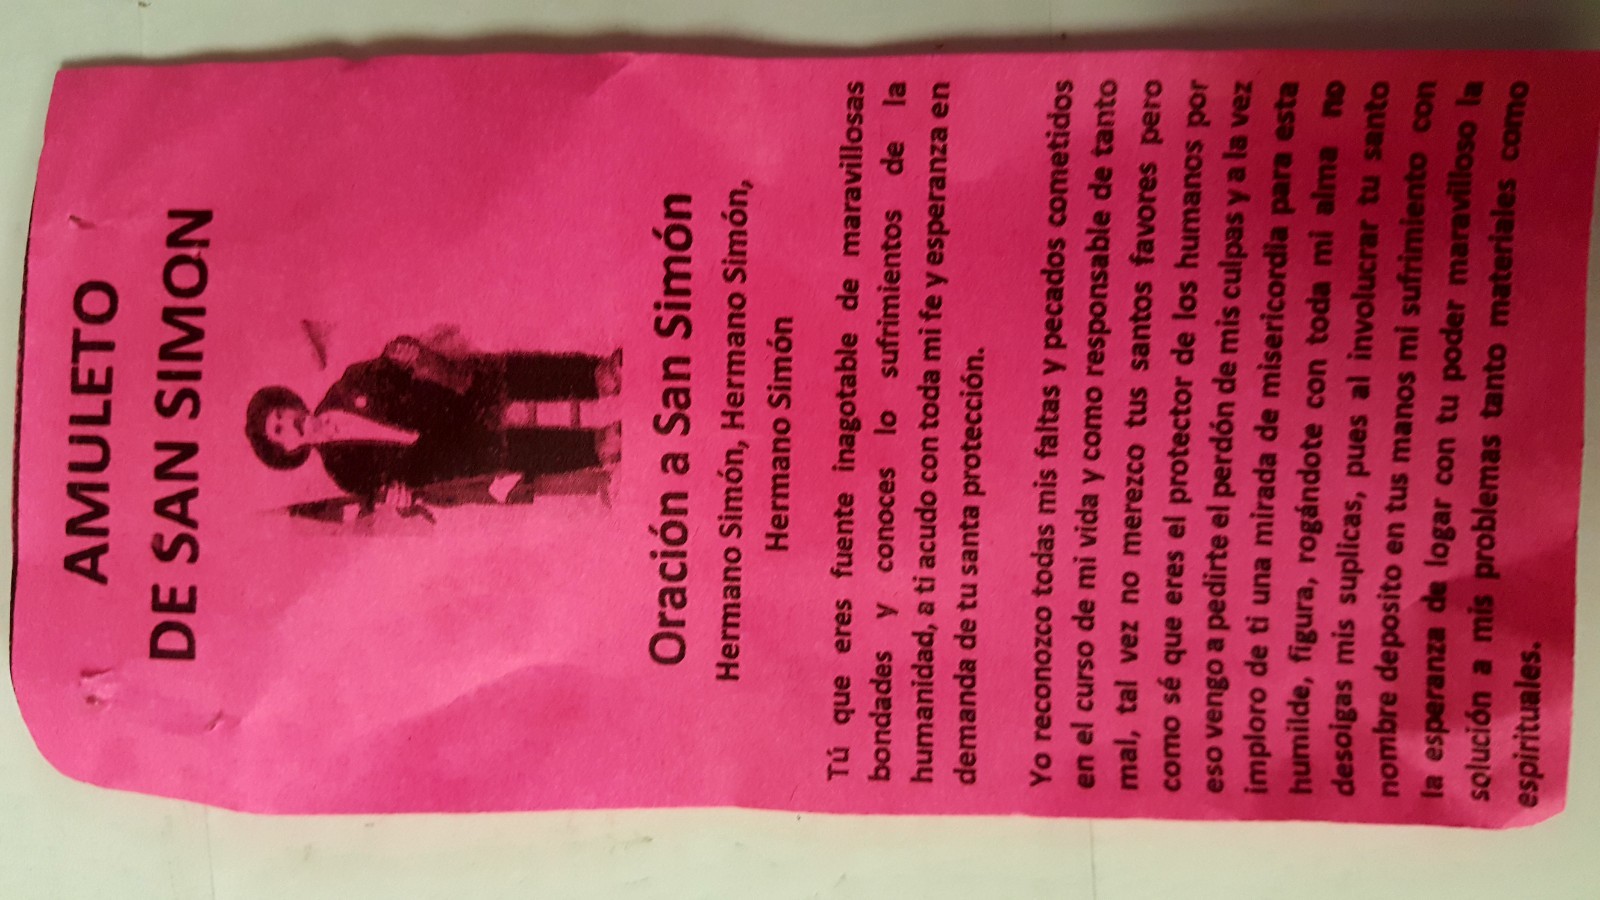 AMULETO
DE SAN SIMON
Oración a San Simón
Hermano Simón, Hermano Simón,
Hermano Simón
Tú que eres fuente inagotable de maravillosas
bondades y conoces lo sufrimientos de la
humanidad, a ti acudo con toda mi fe y esperanza en
demanda de tu santa protección.
Yo reconozco todas mis faltas y pecados cometidos
en el curso de mi vida y como responsable de tanto
mal, tal vez no merezco tus santos favores pero
como sé que eres el protector de los humanos por
eso vengo a pedirte el perdón de mis culpas y a la vez
imploro de ti una mirada de misericordia para esta
humilde, figura, rogándote con toda mi alma no
desoigas mis suplicas, pues al involucrar tu santo
nombre deposito en tus manos mi sufrimiento con
la esperanza de logar con tu poder maravilloso la
solución a mis problemas tanto materiales como
espirituales.